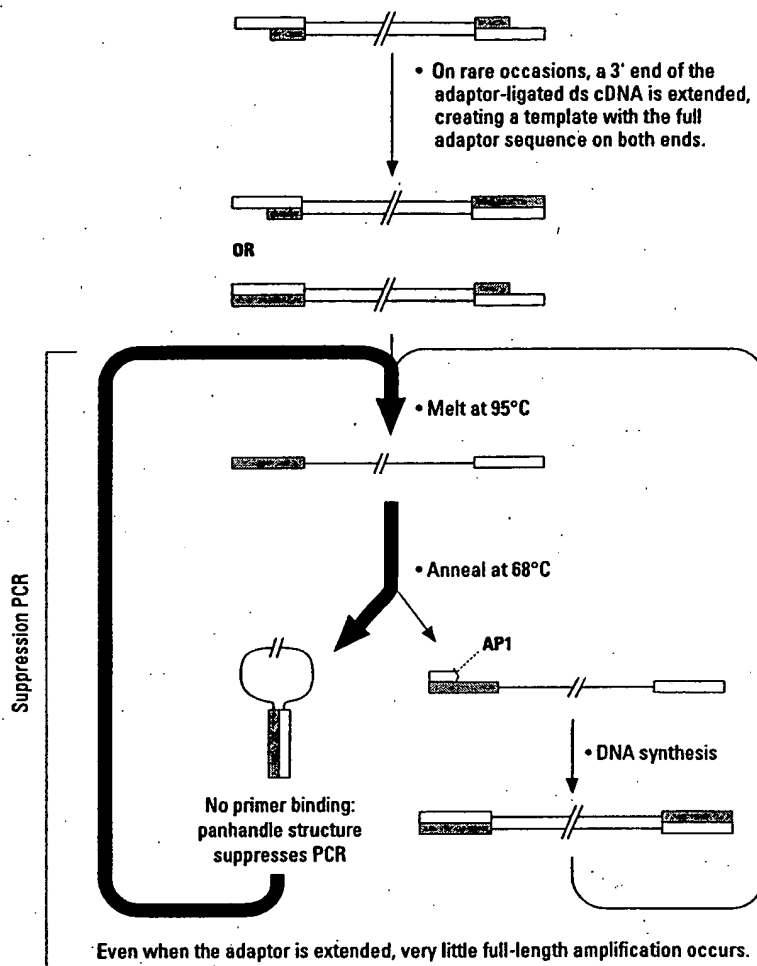 • On rare occasions, a 3' end of the
adaptor-ligated ds cDNA is extended,
creating a template with the full
adaptor sequence on both ends.
OR
• Melt at 95°C
• Anneal at 68°C
Suppression PCR
AP1
• DNA synthesis
No primer binding:
panhandle structure
suppresses PCR
Even when the adaptor is extended, very little full-length amplification occurs.